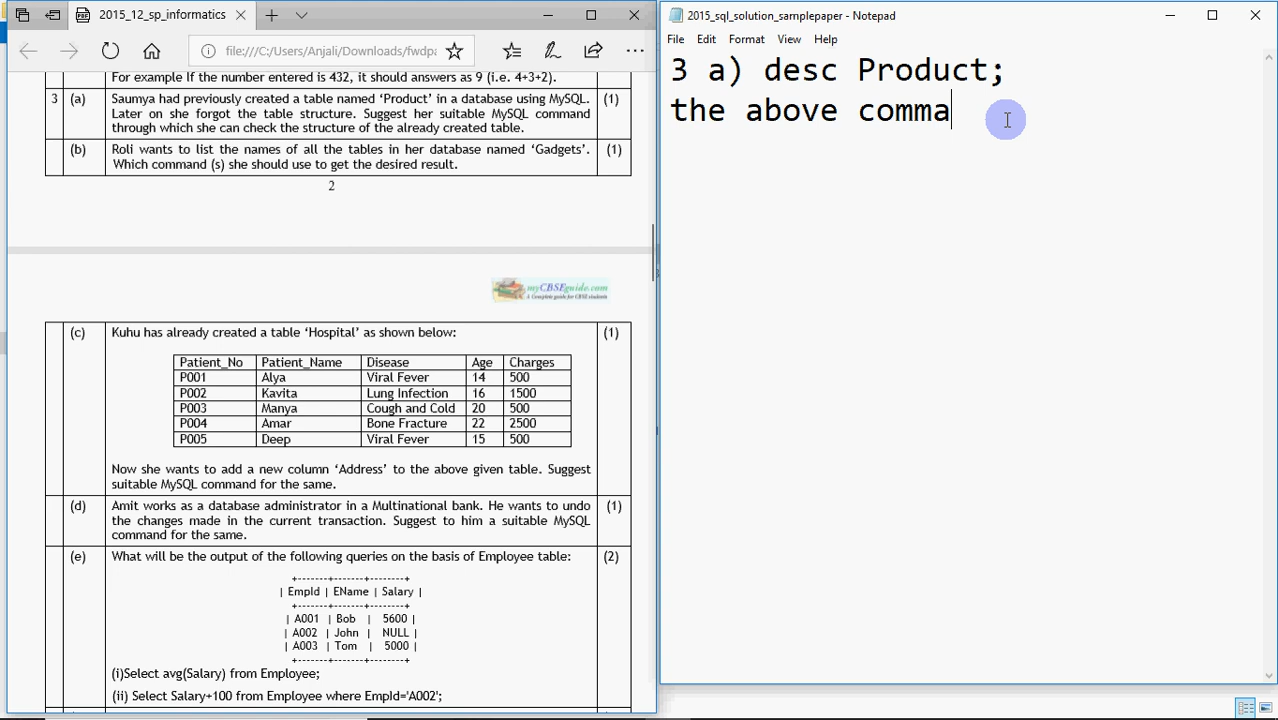 2015_12_sp_informatics
file:///C:/Users/Anjali/Downloads/fwdpa
For example If the number entered is 432, it should answers as 9 (i.e. 4+3+2).
3 (a) Saumya had previously created a table named ‘Product’ in a database using MySQL. (1)
Later on she forgot the table structure. Suggest her suitable MySQL command
through which she can check the structure of the already created table.
(b) Roli wants to list the names of all the tables in her database named ‘Gadgets’. (1)
Which command (s) she should use to get the desired result.
2
myCBSEguide.com
A Complete guide for CBSE students
(c) Kuhu has already created a table ‘Hospital’ as shown below: (1)
Patient_No Patient_Name Disease Age Charges
P001 Alya Viral Fever 14 500
P002 Kavita Lung Infection 16 1500
P003 Manya Cough and Cold 20 500
P004 Amar Bone Fracture 22 2500
P005 Deep Viral Fever 15 500
Now she wants to add a new column ‘Address’ to the above given table. Suggest
suitable MySQL command for the same.
(d) Amit works as a database administrator in a Multinational bank. He wants to undo (1)
the changes made in the current transaction. Suggest to him a suitable MySQL
command for the same.
(e) What will be the output of the following queries on the basis of Employee table: (2)
+-------+-------+--------+
| EmpId | EName | Salary |
+-------+-------+--------+
| A001 | Bob | 5600 |
| A002 | John | NULL |
| A003 | Tom | 5000 |
+-------+-------+--------+
(i)Select avg(Salary) from Employee;
(ii) Select Salary+100 from Employee where EmpId='A002';
2015_sql_solution_samplepaper - Notepad
File Edit Format View Help
3 a) desc Product;
the above comma